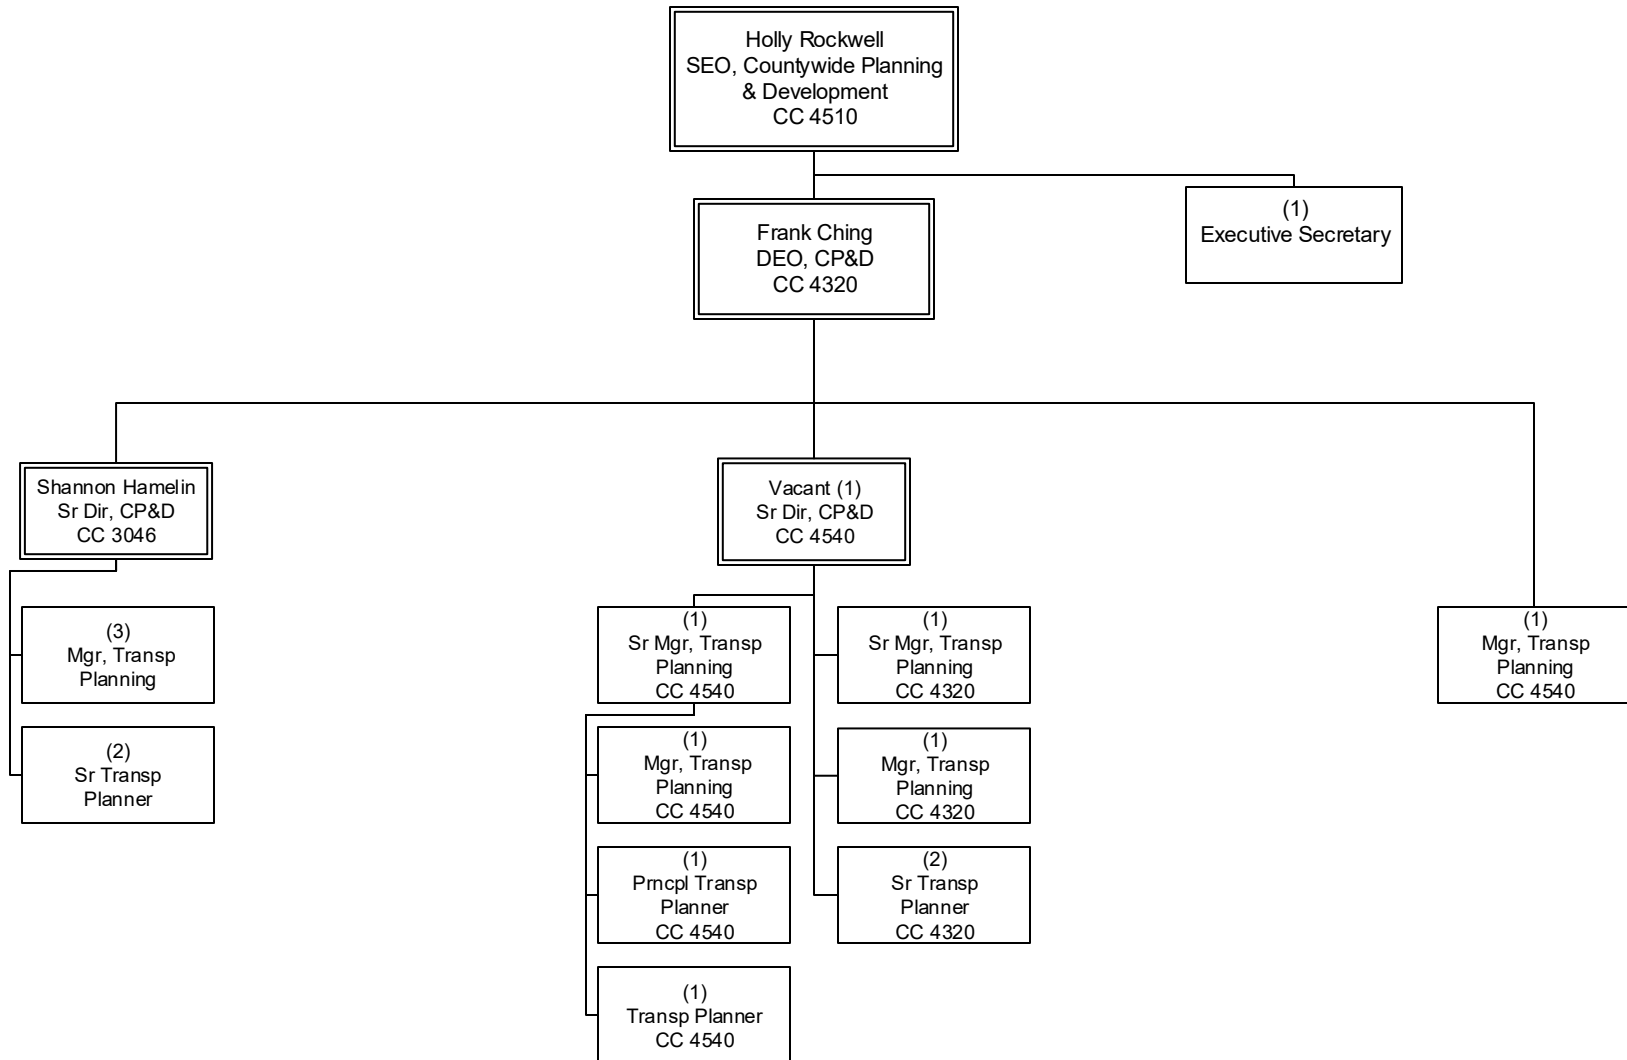 Holly Rockwell
SEO, Countywide Planning
& Development
CC 4510
(1)
Executive Secretary
Frank Ching
DEO, CP&D
CC 4320
Shannon Hamelin
Sr Dir, CP&D
CC 3046
Vacant (1)
Sr Dir, CP&D
CC 4540
(3)
Mgr, Transp
Planning
(2)
Sr Transp
Planner
(1)
Sr Mgr, Transp
Planning
CC 4540
(1)
Mgr, Transp
Planning
CC 4540
(1)
Prncpl Transp
Planner
CC 4540
(1)
Transp Planner
CC 4540
(1)
Sr Mgr, Transp
Planning
CC 4320
(1)
Mgr, Transp
Planning
CC 4320
(2)
Sr Transp
Planner
CC 4320
(1)
Mgr, Transp
Planning
CC 4540